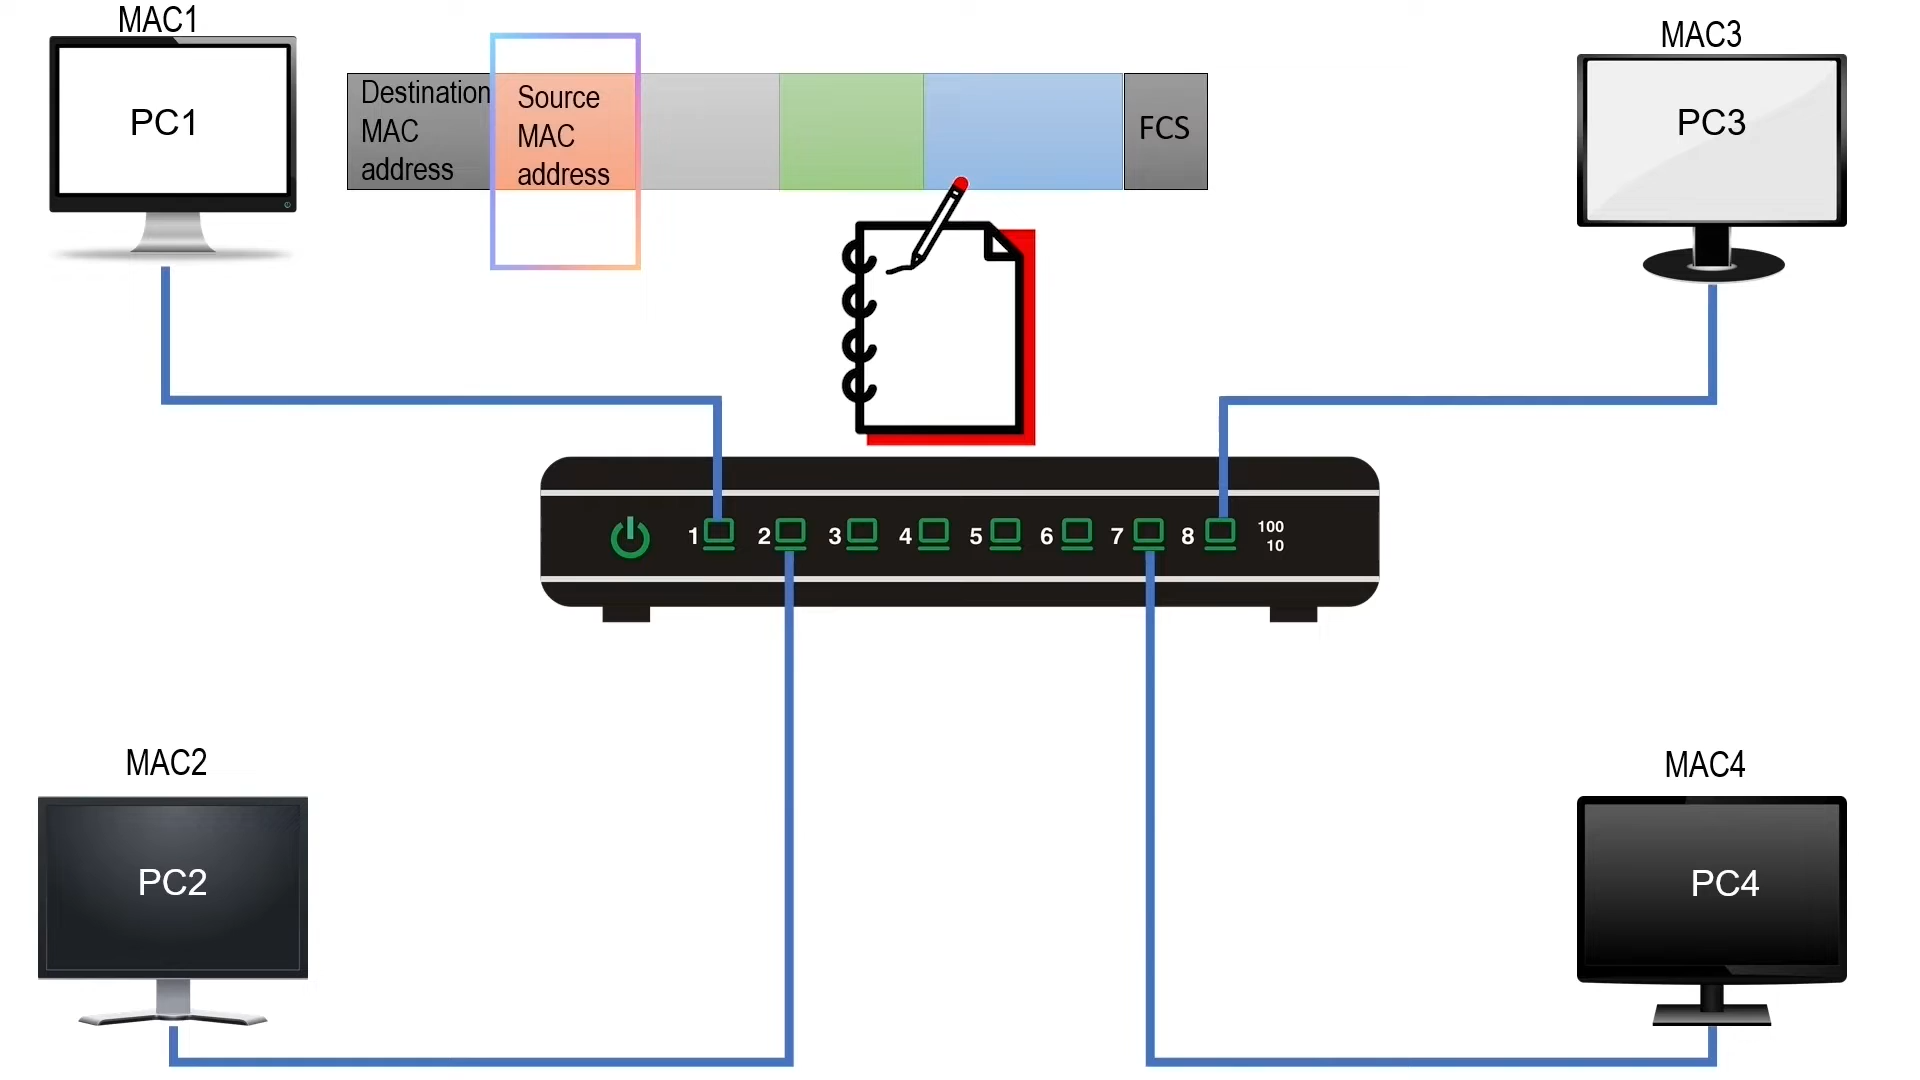 MAC1
MAC3
PC1
Destination
MAC
address
Source
MAC
address
FCS
PC3
1 2 3 4 5 6 7 8
100
10
MAC2
MAC4
PC2
PC4